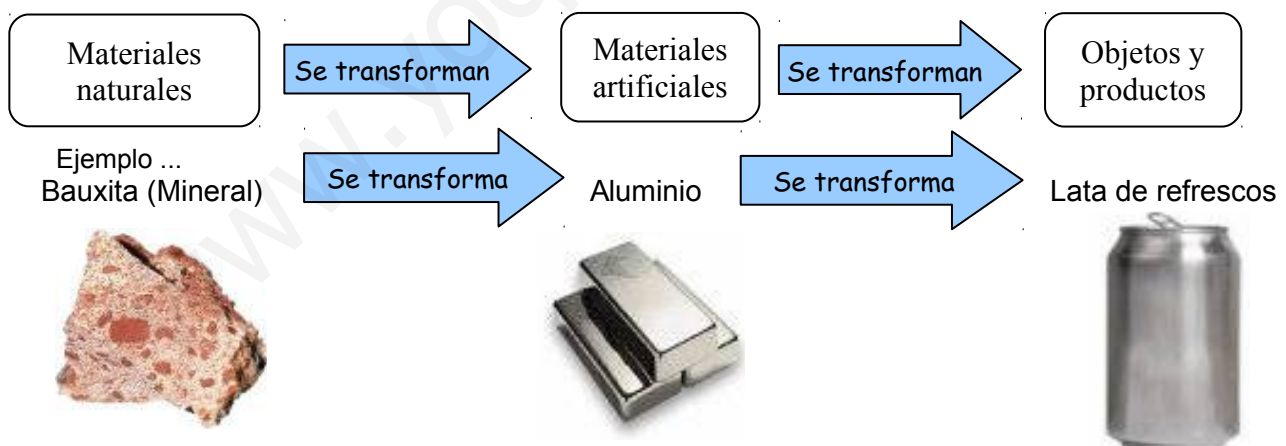 Materiales
naturales
Se transforman
Materiales
artificiales
Se transforman
Objetos y
productos
Ejemplo ...
Bauxita (Mineral)
Se transforma
Aluminio
Se transforma
Lata de refrescos